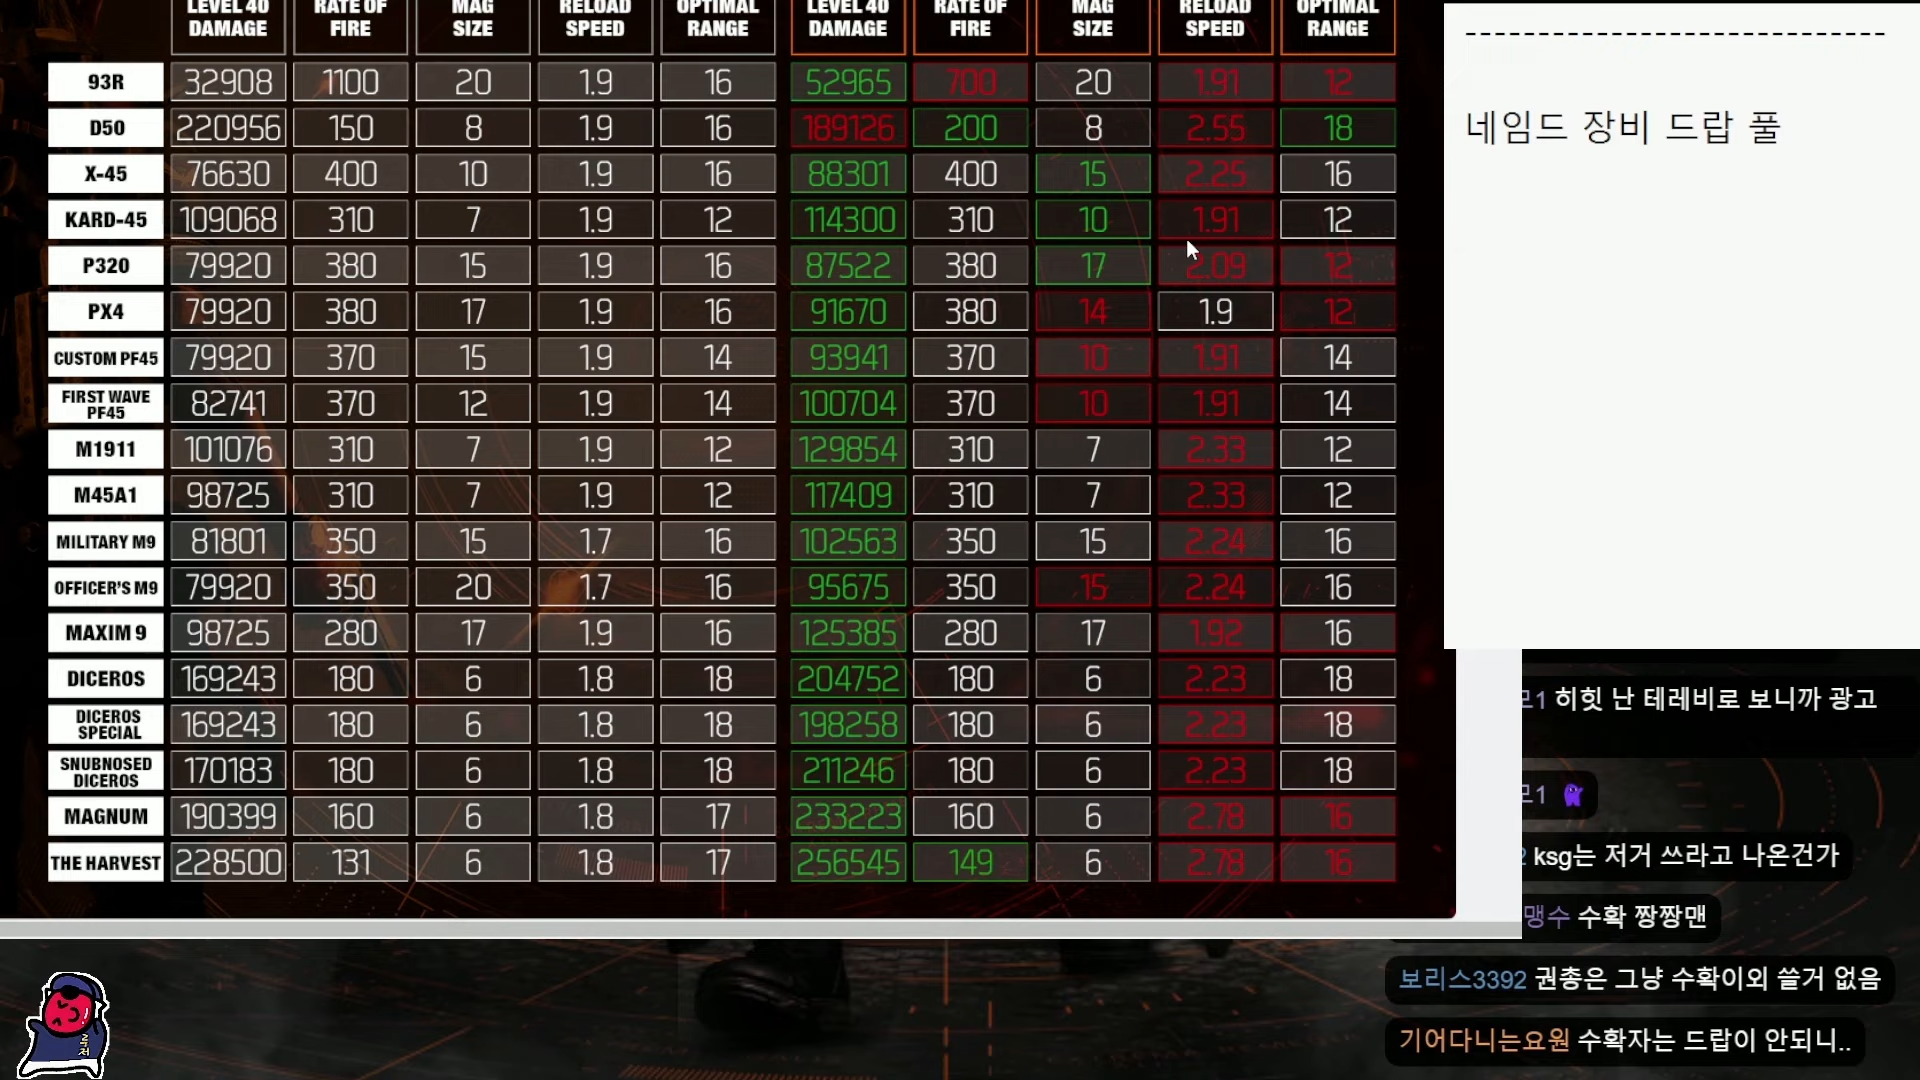 LEVEL 40 DAMAGE RATE OF FIRE MAG SIZE RELOAD SPEED OPTIMAL RANGE LEVEL 40 DAMAGE RATE OF FIRE MAG SIZE RELOAD SPEED OPTIMAL RANGE
93R 32908 1100 20 1.9 16 52965 700 20 1.91 12
D50 220956 150 8 1.9 16 189126 200 8 2.55 18
X-45 76630 400 10 1.9 16 88301 400 15 2.25 16
KARD-45 109068 310 7 1.9 12 114300 310 10 1.91 12
P320 79920 380 15 1.9 16 87522 380 17 2.09 12
PX4 79920 380 17 1.9 16 91670 380 14 1.9 12
CUSTOM PF45 79920 370 15 1.9 14 93941 370 10 1.91 14
FIRST WAVE PF45 82741 370 12 1.9 14 100704 370 10 1.91 14
M1911 101076 310 7 1.9 12 129854 310 7 2.33 12
M45A1 98725 310 7 1.9 12 117409 310 7 2.33 12
MILITARY M9 81801 350 15 1.7 16 102563 350 15 2.24 16
OFFICER'S M9 79920 350 20 1.7 16 95675 350 15 2.24 16
MAXIM 9 98725 280 17 1.9 16 125385 280 17 1.92 16
DICEROS 169243 180 6 1.8 18 204752 180 6 2.23 18
DICEROS SPECIAL 169243 180 6 1.8 18 198258 180 6 2.23 18
SNUBNOSED DICEROS 170183 180 6 1.8 18 211246 180 6 2.23 18
MAGNUM 190399 160 6 1.8 17 233223 160 6 2.78 16
THE HARVEST 228500 131 6 1.8 17 256545 149 6 2.78 16
-----------------------------
네임드 장비 드랍 풀
모1 히힛 난 테레비로 보니까 광고
모1
ksg는 저거 쓰라고 나온건가
맹수 수확 짱짱맨
보리스3392 권총은 그냥 수확이외 쓸거 없음
기어다니는요원 수확자는 드랍이 안되니..
루저